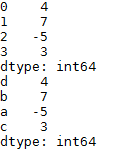 0    4
1    7
2   -5
3    3
dtype: int64
d    4
b    7
a   -5
c    3
dtype: int64